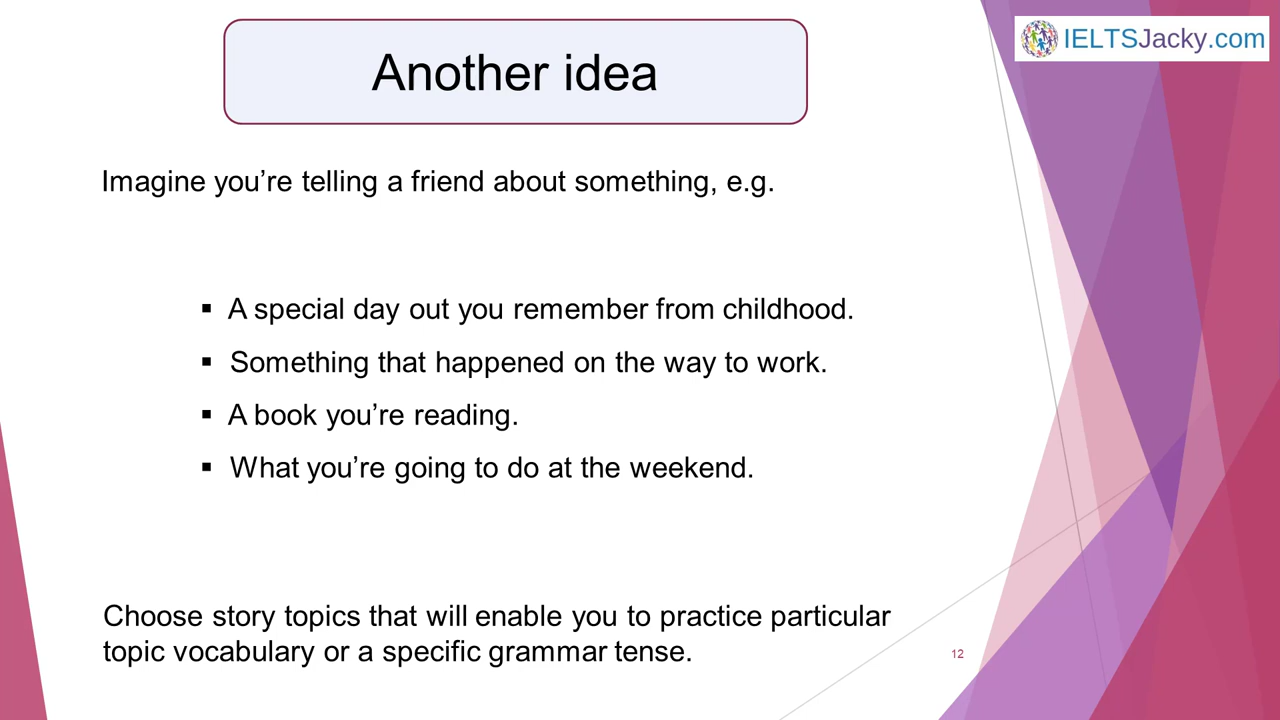 Another idea
IELTSJacky.com
Imagine you’re telling a friend about something, e.g.
▪ A special day out you remember from childhood.
▪ Something that happened on the way to work.
▪ A book you’re reading.
▪ What you’re going to do at the weekend.
Choose story topics that will enable you to practice particular
topic vocabulary or a specific grammar tense.
12